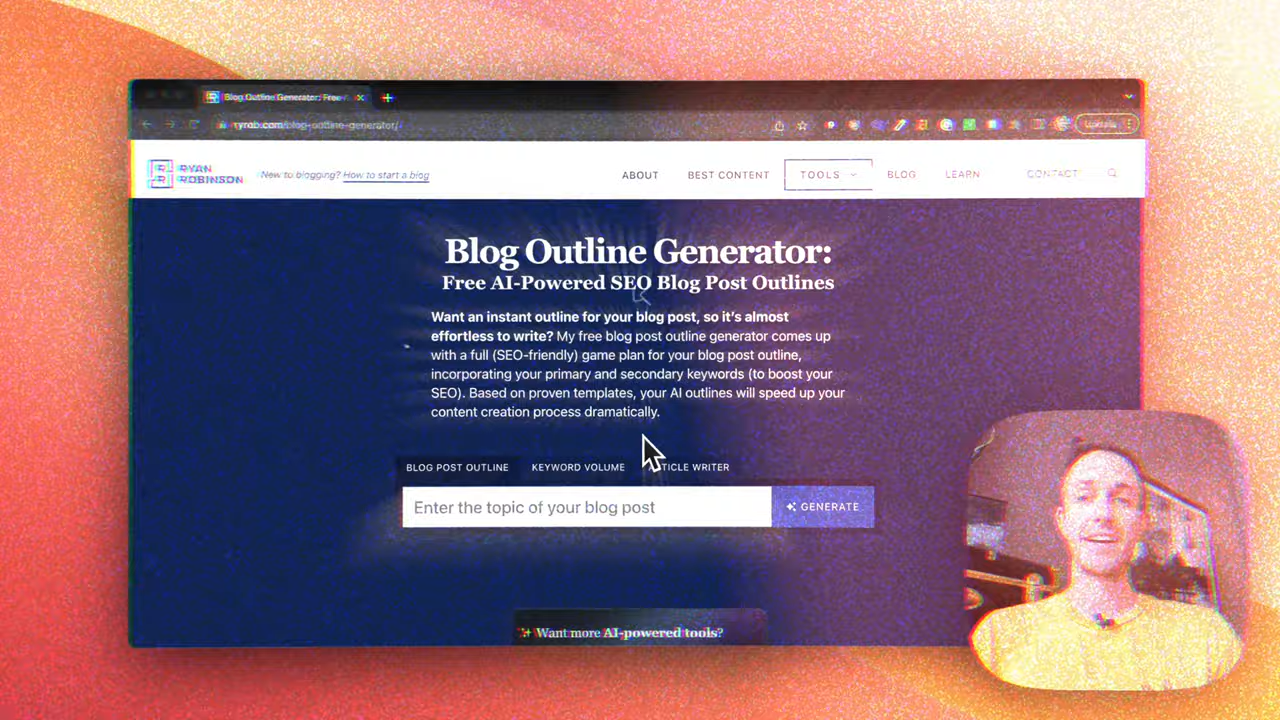 Blog Outline Generator: Free
ryrob.com/blog-outline-generator/
RYAN
ROBINSON
New to blogging? How to start a blog
ABOUT
BEST CONTENT
TOOLS
BLOG
LEARN
CONTACT
Blog Outline Generator:
Free AI-Powered SEO Blog Post Outlines
Want an instant outline for your blog post, so it's almost
effortless to write? My free blog post outline generator comes up
with a full (SEO-friendly) game plan for your blog post outline,
incorporating your primary and secondary keywords (to boost your
SEO). Based on proven templates, your AI outlines will speed up your
content creation process dramatically.
BLOG POST OUTLINE
KEYWORD VOLUME
WRITER
Enter the topic of your blog post
GENERATE
Want more AI-powered tools?